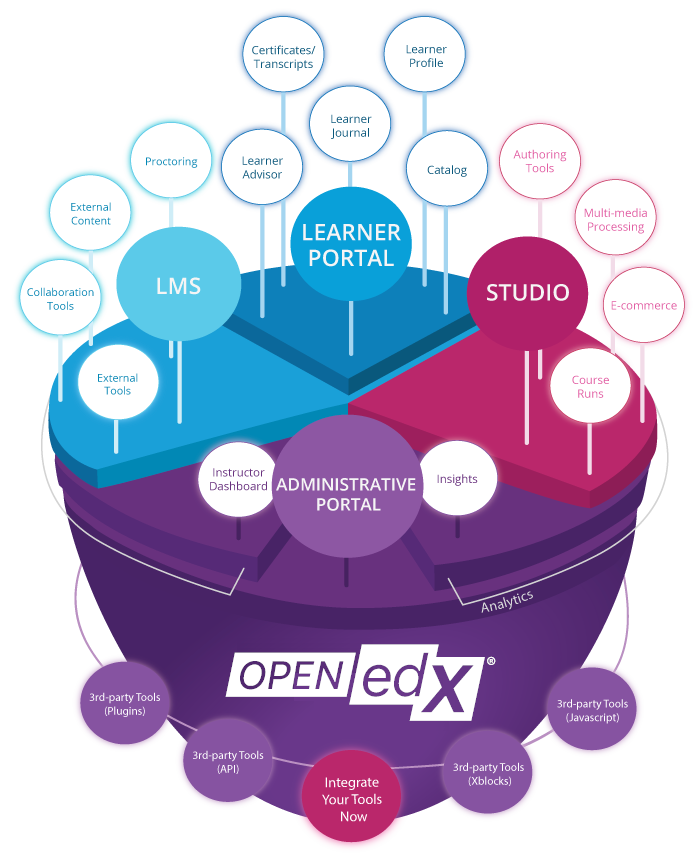 Certificates/
Transcripts
Learner
Profile
Learner
Journal
Proctoring
Learner
Advisor
Catalog
Authoring
Tools
External
Content
Multi-media
Processing
LEARNER
PORTAL
LMS
STUDIO
Collaboration
Tools
E-commerce
External
Tools
Course
Runs
Instructor
Dashboard
ADMINISTRATIVE
PORTAL
Insights
Analytics
OPEN edX®
3rd-party Tools
(Plugins)
3rd-party Tools
(Javascript)
3rd-party Tools
(API)
3rd-party Tools
(Xblocks)
Integrate
Your Tools
Now